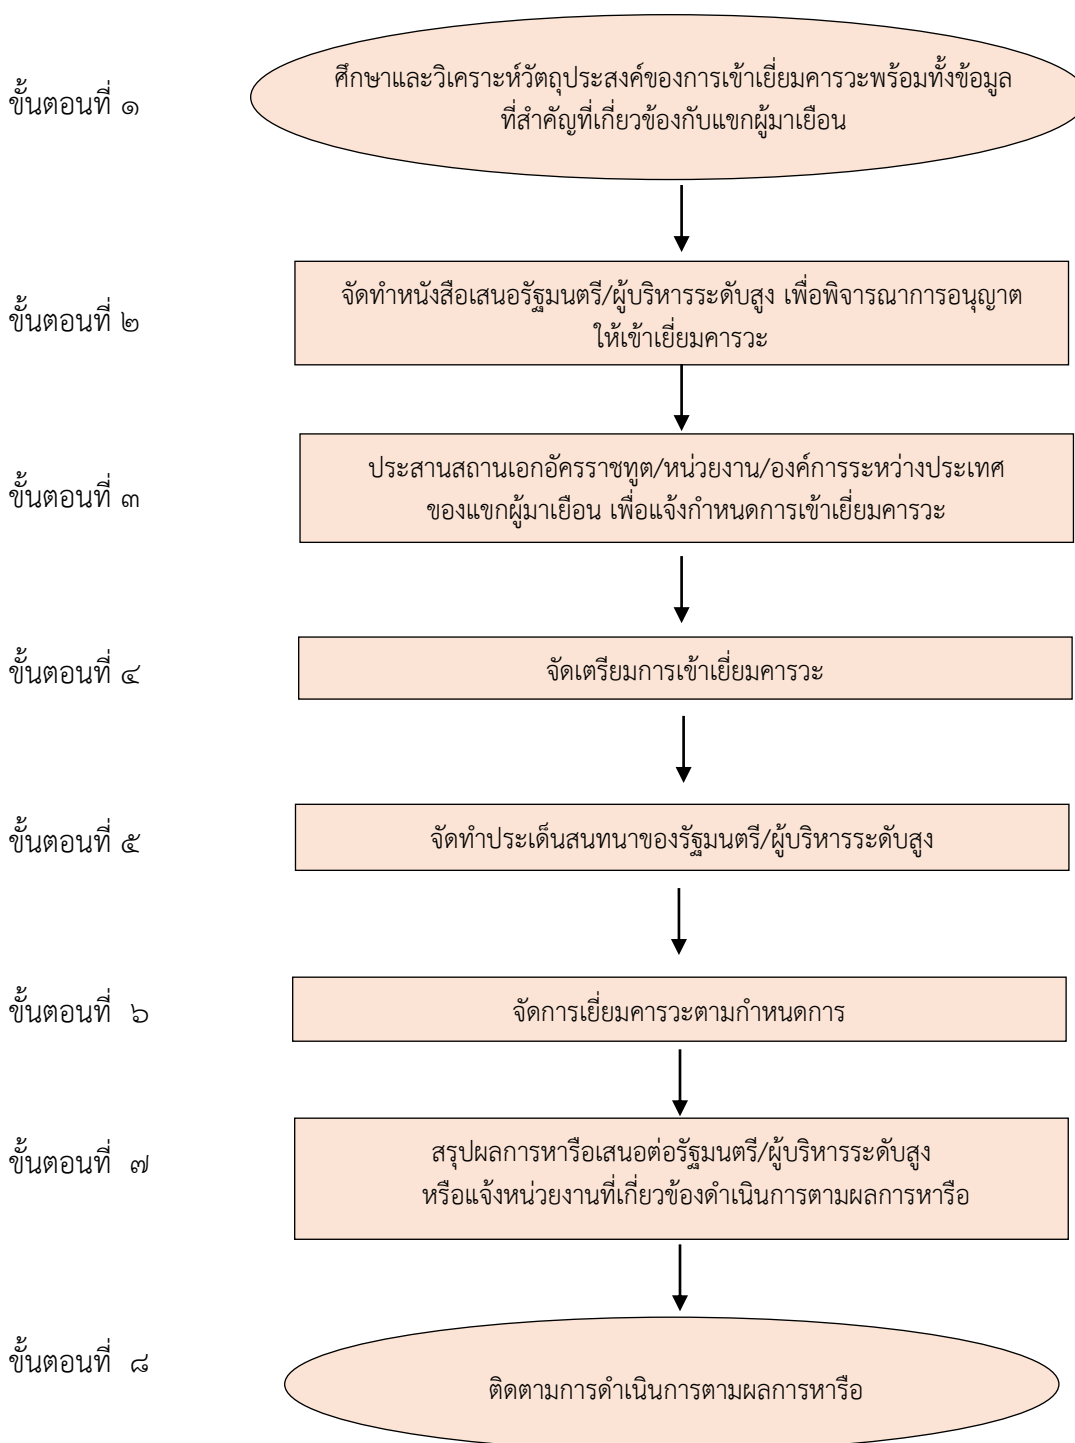 ขั้นตอนที่ ๑
ศึกษาและวิเคราะห์วัตถุประสงค์ของการเข้าเยี่ยมคารวะพร้อมทั้งข้อมูล
ที่สำคัญที่เกี่ยวข้องกับแขกผู้มาเยือน
ขั้นตอนที่ ๒
จัดทำหนังสือเสนอรัฐมนตรี/ผู้บริหารระดับสูง เพื่อพิจารณาการอนุญาต
ให้เข้าเยี่ยมคารวะ
ขั้นตอนที่ ๓
ประสานสถานเอกอัครราชทูต/หน่วยงาน/องค์การระหว่างประเทศ
ของแขกผู้มาเยือน เพื่อแจ้งกำหนดการเข้าเยี่ยมคารวะ
ขั้นตอนที่ ๔
จัดเตรียมการเข้าเยี่ยมคารวะ
ขั้นตอนที่ ๕
จัดทำประเด็นสนทนาของรัฐมนตรี/ผู้บริหารระดับสูง
ขั้นตอนที่ ๖
จัดการเยี่ยมคารวะตามกำหนดการ
ขั้นตอนที่ ๗
สรุปผลการหารือเสนอต่อรัฐมนตรี/ผู้บริหารระดับสูง
หรือแจ้งหน่วยงานที่เกี่ยวข้องดำเนินการตามผลการหารือ
ขั้นตอนที่ ๘
ติดตามการดำเนินการตามผลการหารือ